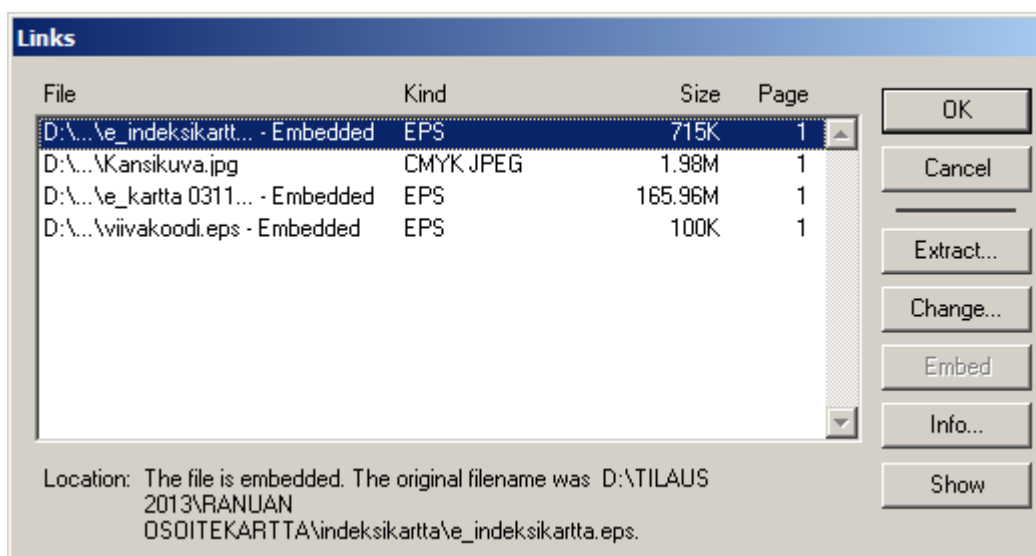 Links
File Kind Size Page
D:\...\e_indeksikartt... - Embedded EPS 715K 1
D:\...\Kansikuva.jpg CMYK JPEG 1.98M 1
D:\...\e_kartta 0311... - Embedded EPS 165.96M 1
D:\...\viivakoodi.eps - Embedded EPS 100K 1
OK
Cancel
Extract...
Change...
Embed
Info...
Show
Location: The file is embedded. The original filename was D:\TILAUS
2013\RANUAN
OSOITEKARTTA\indeksikartta\e_indeksikartta.eps.